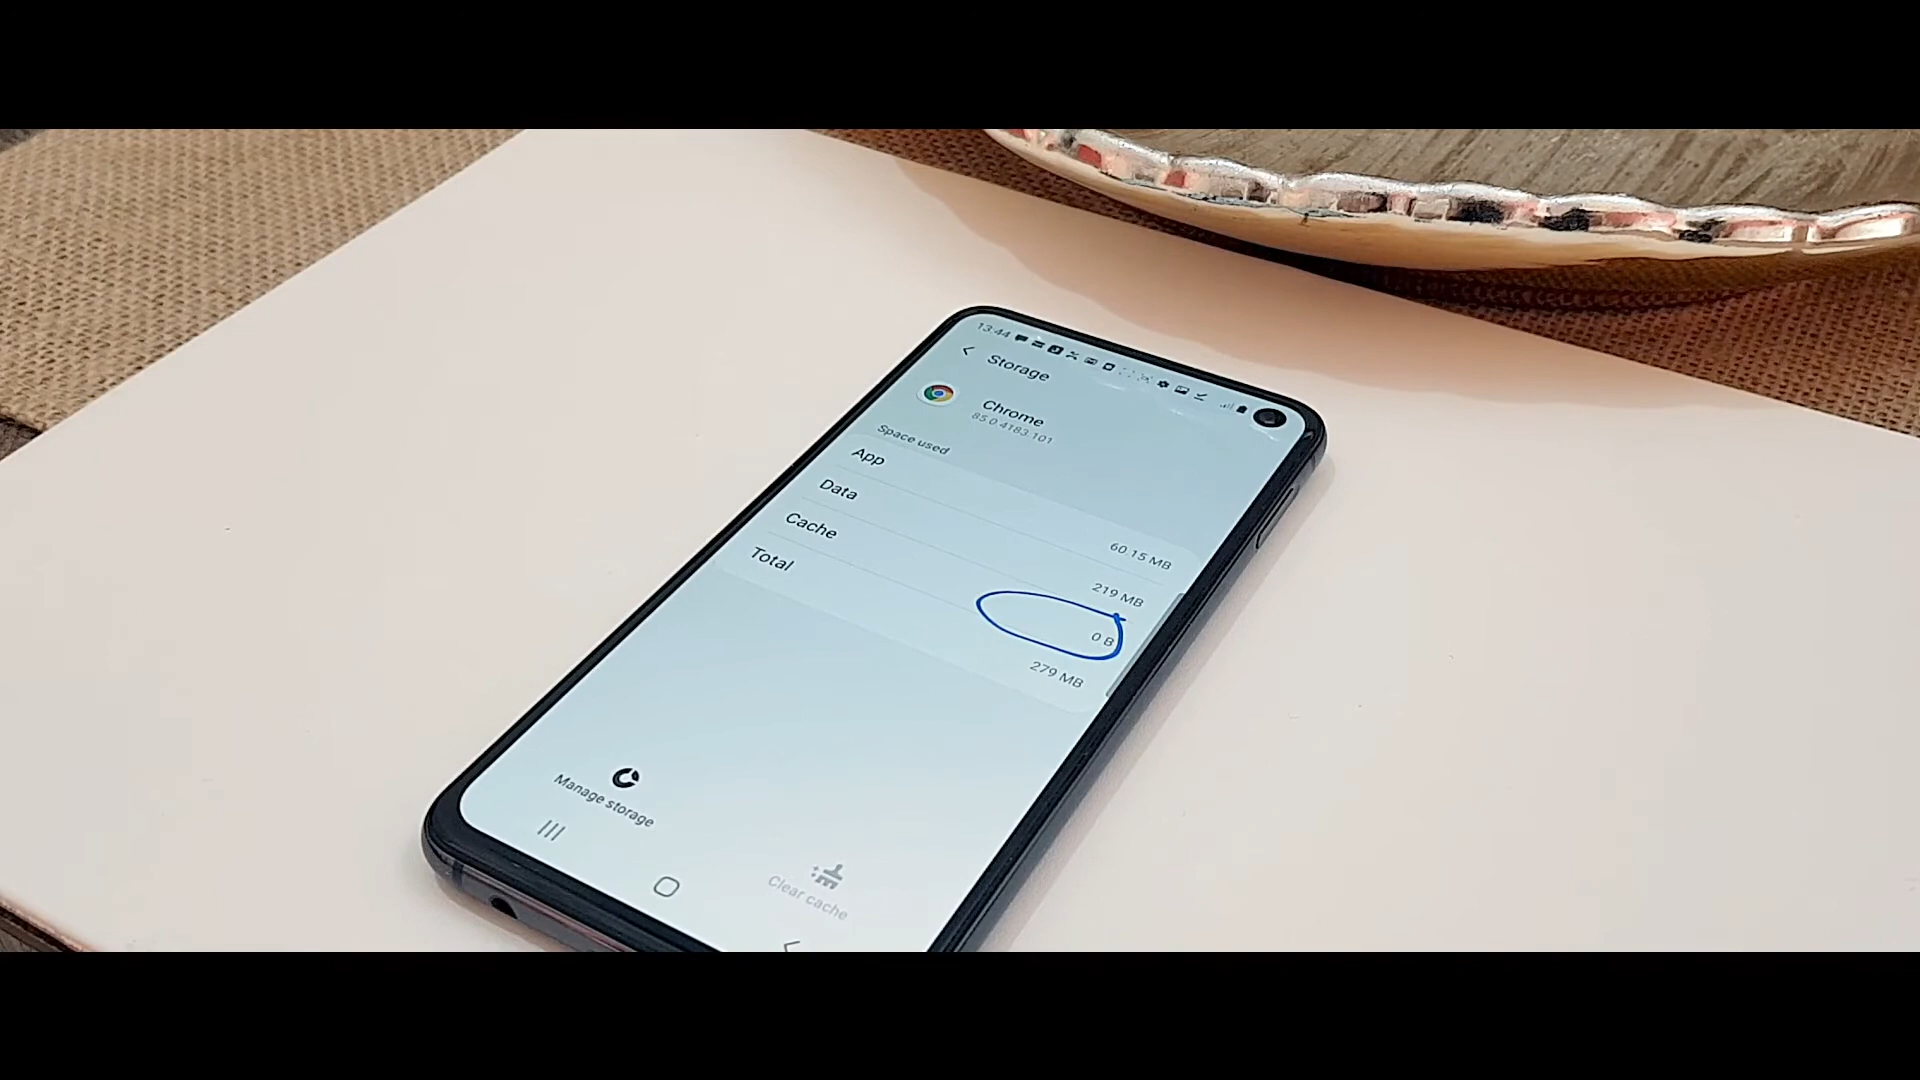 13:44
Storage
Chrome
85.0.4183.101
Space used
App
60.15 MB
Data
219 MB
Cache
0 B
Total
279 MB
Manage storage
Clear cache